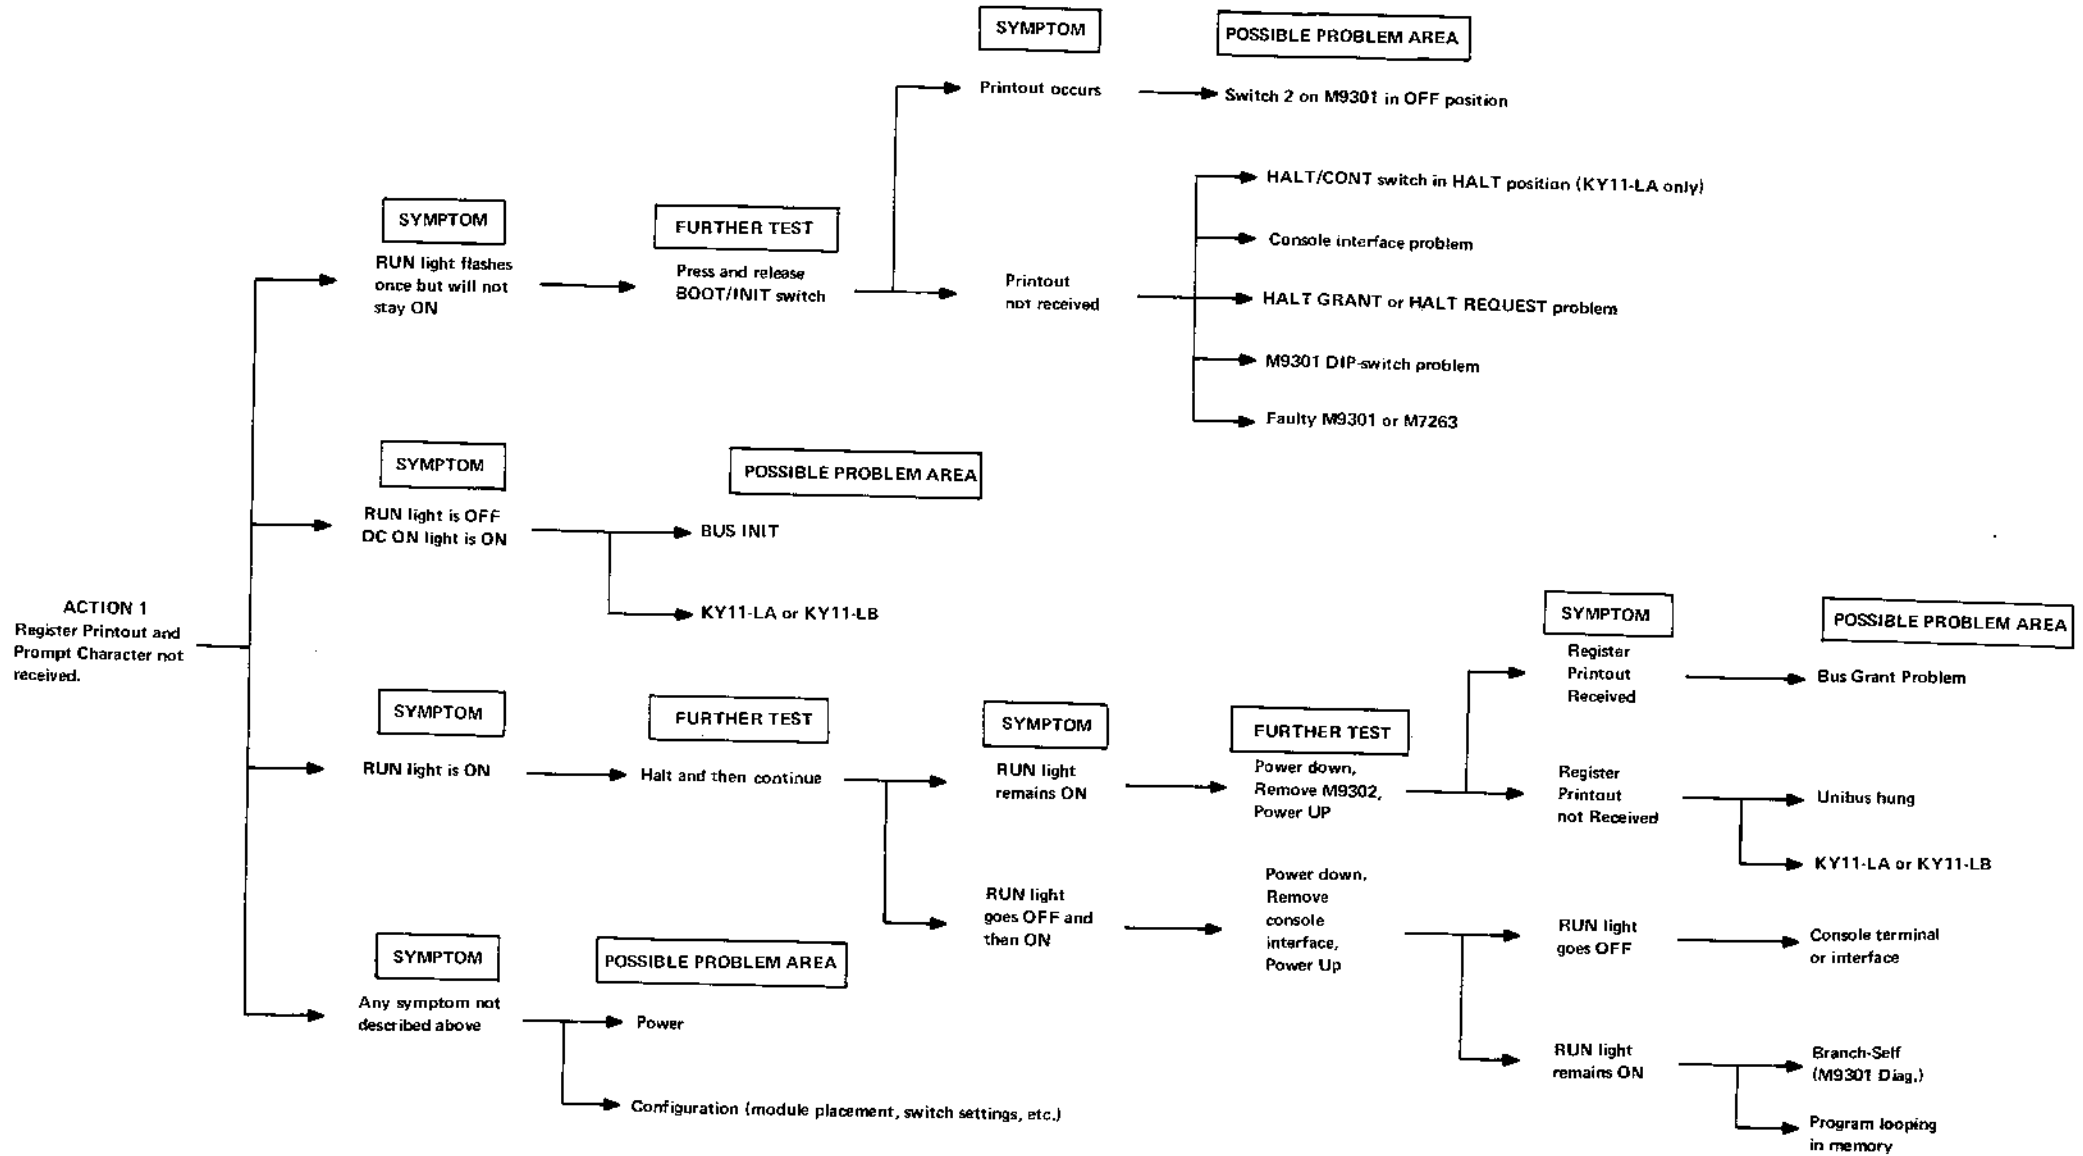 SYMPTOM
POSSIBLE PROBLEM AREA
Printout occurs
Switch 2 on M9301 in OFF position
HALT/CONT switch in HALT position (KY11-LA only)
SYMPTOM
FURTHER TEST
RUN light flashes
once but will not
stay ON
Press and release
BOOT/INIT switch
Printout
not received
Console interface problem
HALT GRANT or HALT REQUEST problem
M9301 DIP-switch problem
Faulty M9301 or M7263
SYMPTOM
POSSIBLE PROBLEM AREA
RUN light is OFF
DC ON light is ON
BUS INIT
KY11-LA or KY11-LB
ACTION 1
Register Printout and
Prompt Character not
received.
SYMPTOM
FURTHER TEST
RUN light is ON
Halt and then continue
SYMPTOM
RUN light
remains ON
FURTHER TEST
Power down,
Remove M9302,
Power UP
SYMPTOM
POSSIBLE PROBLEM AREA
Register
Printout
Received
Bus Grant Problem
Register
Printout
not Received
Unibus hung
KY11-LA or KY11-LB
RUN light
goes OFF and
then ON
Power down,
Remove
console
interface,
Power Up
RUN light
goes OFF
Console terminal
or interface
RUN light
remains ON
Branch-Self
(M9301 Diag.)
Program looping
in memory
SYMPTOM
POSSIBLE PROBLEM AREA
Any symptom not
described above
Power
Configuration (module placement, switch settings, etc.)